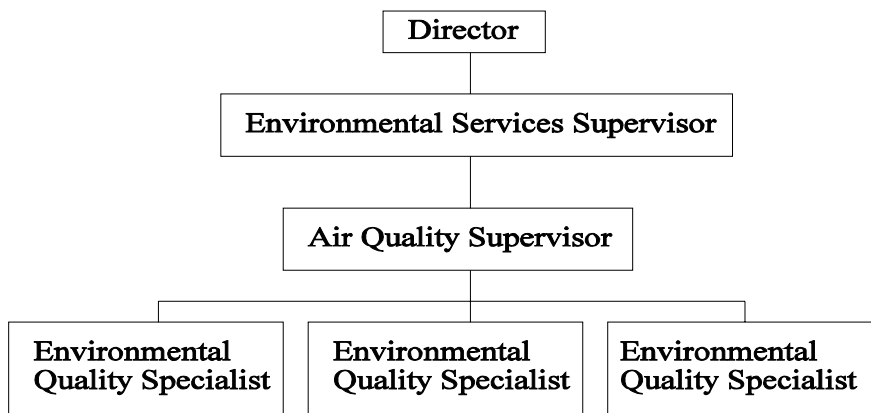 Director
Environmental Services Supervisor
Air Quality Supervisor
Environmental
Quality Specialist
Environmental
Quality Specialist
Environmental
Quality Specialist